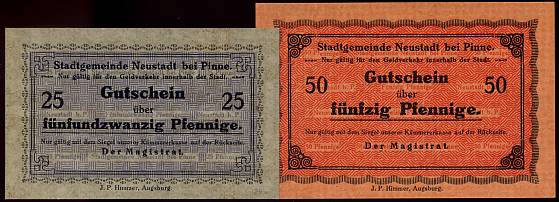 Stadtgemeinde Neustadt bei Pinne.
Nur gültig für den Geldverkehr innerhalb der Stadt.
Gutschein
25 über 25
fünfundzwanzig Pfennige.
Nur gültig mit dem Siegel unserer Kämmereikasse auf der Rückseite.
Der Magistrat.
J. P. Himmer, Augsburg.
Stadtgemeinde Neustadt bei Pinne.
Nur gültig für den Geldverkehr innerhalb der Stadt.
Gutschein
50 über 50
fünfzig Pfennige.
Nur gültig mit dem Siegel unserer Kämmereikasse auf der Rückseite.
Der Magistrat.
J. P. Himmer, Augsburg.